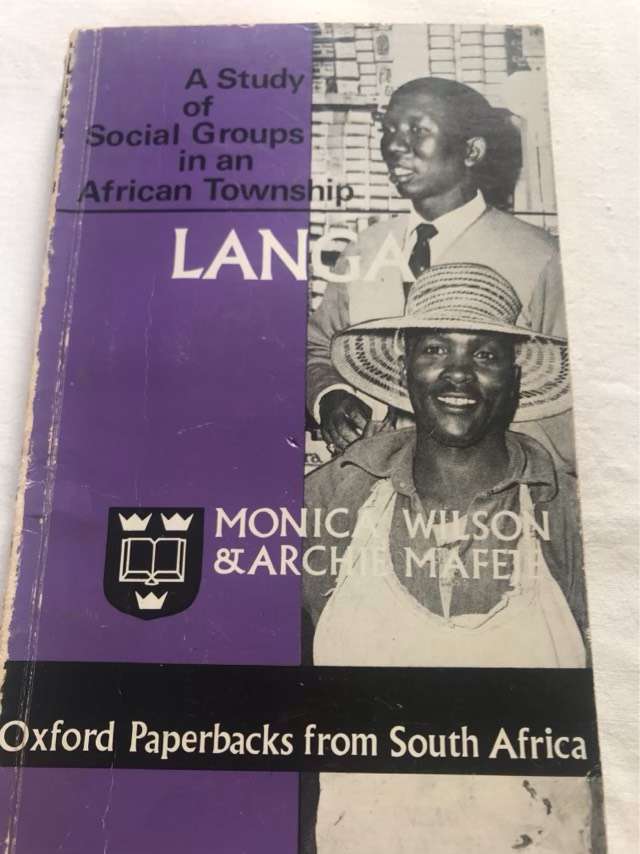 A Study
of
Social Groups
in an
African Township
LANGA
MONICA WILSON
& ARCHIE MAFEJE
Oxford Paperbacks from South Africa